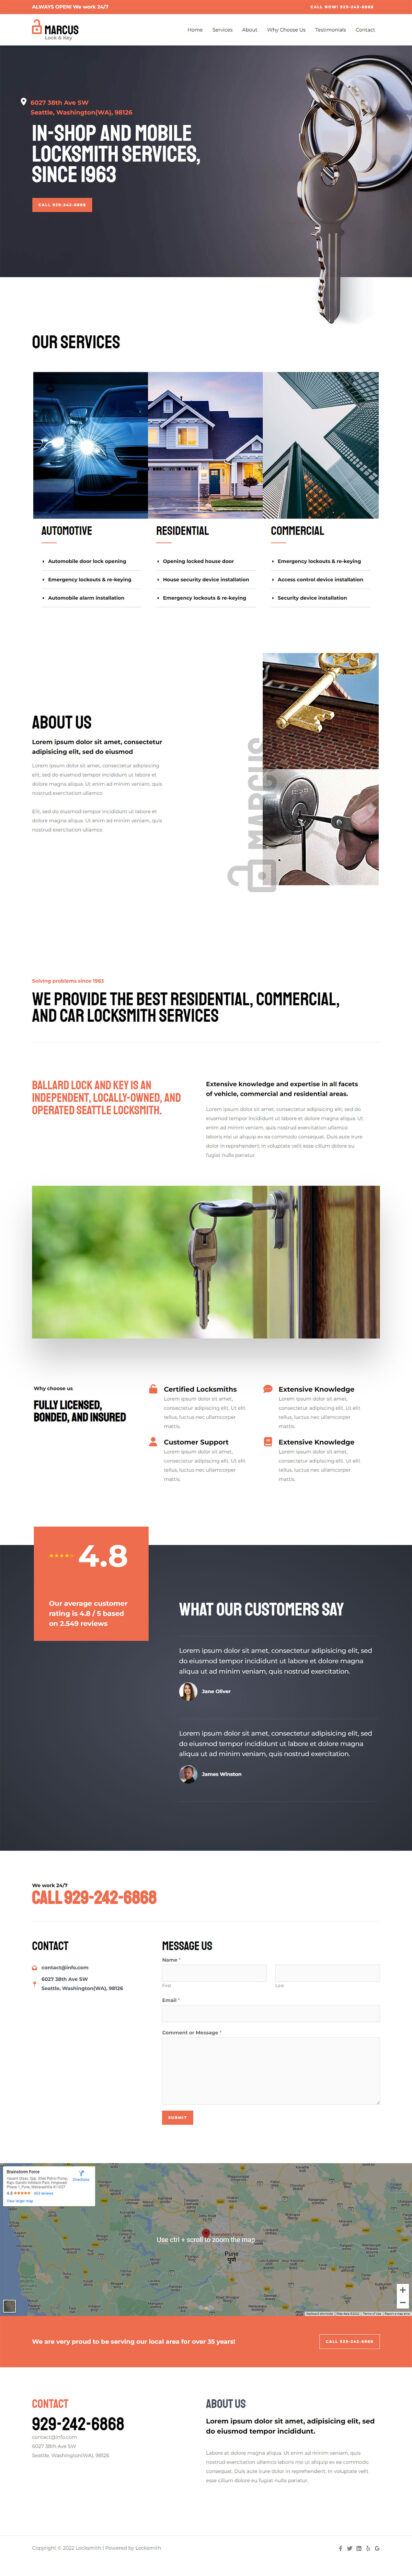 ALWAYS OPEN! We work 24/7
CALL NOW! 929-242-6868
MARCUS
Lock & Key
Home Services About Why Choose Us Testimonials Contact
6027 38th Ave SW
Seattle, Washington(WA), 98126
IN-SHOP AND MOBILE
LOCKSMITH SERVICES,
SINCE 1963
CALL 929-242-6868
OUR SERVICES
AUTOMOTIVE
Automobile door lock opening
Emergency lockouts & re-keying
Automobile alarm installation
RESIDENTIAL
Opening locked house door
House security device installation
Emergency lockouts & re-keying
COMMERCIAL
Emergency lockouts & re-keying
Access control device installation
Security device installation
ABOUT US
Lorem ipsum dolor sit amet, consectetur
adipisicing elit, sed do eiusmod
Lorem ipsum dolor sit amet, consectetur adipisicing
elit, sed do eiusmod tempor incididunt ut labore et
dolore magna aliqua. Ut enim ad minim veniam, quis
nostrud exercitation ullamco
Elit, sed do eiusmod tempor incididunt ut labore et
dolore magna aliqua. Ut enim ad minim veniam, quis
nostrud exercitation ullamco
MARCUS
Solving problems since 1963
WE PROVIDE THE BEST RESIDENTIAL, COMMERCIAL,
AND CAR LOCKSMITH SERVICES
BALLARD LOCK AND KEY IS AN
INDEPENDENT, LOCALLY-OWNED, AND
OPERATED SEATTLE LOCKSMITH.
Extensive knowledge and expertise in all facets
of vehicle, commercial and residential areas.
Lorem ipsum dolor sit amet, consectetur adipisicing elit, sed do
eiusmod tempor incididunt ut labore et dolore magna aliqua. Ut
enim ad minim veniam, quis nostrud exercitation ullamco
laboris nisi ut aliquip ex ea commodo consequat. Duis aute irure
dolor in reprehenderit in voluptate velit esse cillum dolore eu
fugiat nulla pariatur.
Why choose us
FULLY LICENSED,
BONDED, AND INSURED
Certified Locksmiths
Lorem ipsum dolor sit amet,
consectetur adipiscing elit. Ut elit
tellus, luctus nec ullamcorper
mattis.
Extensive Knowledge
Lorem ipsum dolor sit amet,
consectetur adipiscing elit. Ut elit
tellus, luctus nec ullamcorper
mattis.
Customer Support
Lorem ipsum dolor sit amet,
consectetur adipiscing elit. Ut elit
tellus, luctus nec ullamcorper
mattis.
Extensive Knowledge
Lorem ipsum dolor sit amet,
consectetur adipiscing elit. Ut elit
tellus, luctus nec ullamcorper
mattis.
4.8
Our average customer
rating is 4.8 / 5 based
on 2.549 reviews
WHAT OUR CUSTOMERS SAY
Lorem ipsum dolor sit amet, consectetur adipisicing elit, sed
do eiusmod tempor incididunt ut labore et dolore magna
aliqua ut ad minim veniam, quis nostrud exercitation.
Jane Oliver
Lorem ipsum dolor sit amet, consectetur adipisicing elit, sed
do eiusmod tempor incididunt ut labore et dolore magna
aliqua ut ad minim veniam, quis nostrud exercitation.
James Winston
We work 24/7
CALL 929-242-6868
CONTACT
contact@info.com
6027 38th Ave SW
Seattle, Washington(WA), 98126
MESSAGE US
Name *
First
Last
Email *
Comment or Message *
SUBMIT
Brainstorm Force
Directions
View larger map
Use ctrl + scroll to zoom the map
Brainstorm Force
Pune
We are very proud to be serving our local area for over 35 years!
CALL 929-242-6868
CONTACT
929-242-6868
contact@info.com
6027 38th Ave SW
Seattle, Washington(WA), 98126
ABOUT US
Lorem ipsum dolor sit amet, adipisicing elit, sed
do eiusmod tempor incididunt.
Labore et dolore magna aliqua. Ut enim ad minim veniam, quis
nostrud exercitation ullamco laboris nisi ut aliquip ex ea commodo
consequat. Duis aute irure dolor in reprehenderit. In voluptate velit
esse cillum dolore eu fugiat nulla pariatur.
Copyright © 2022 Locksmith | Powered by Locksmith